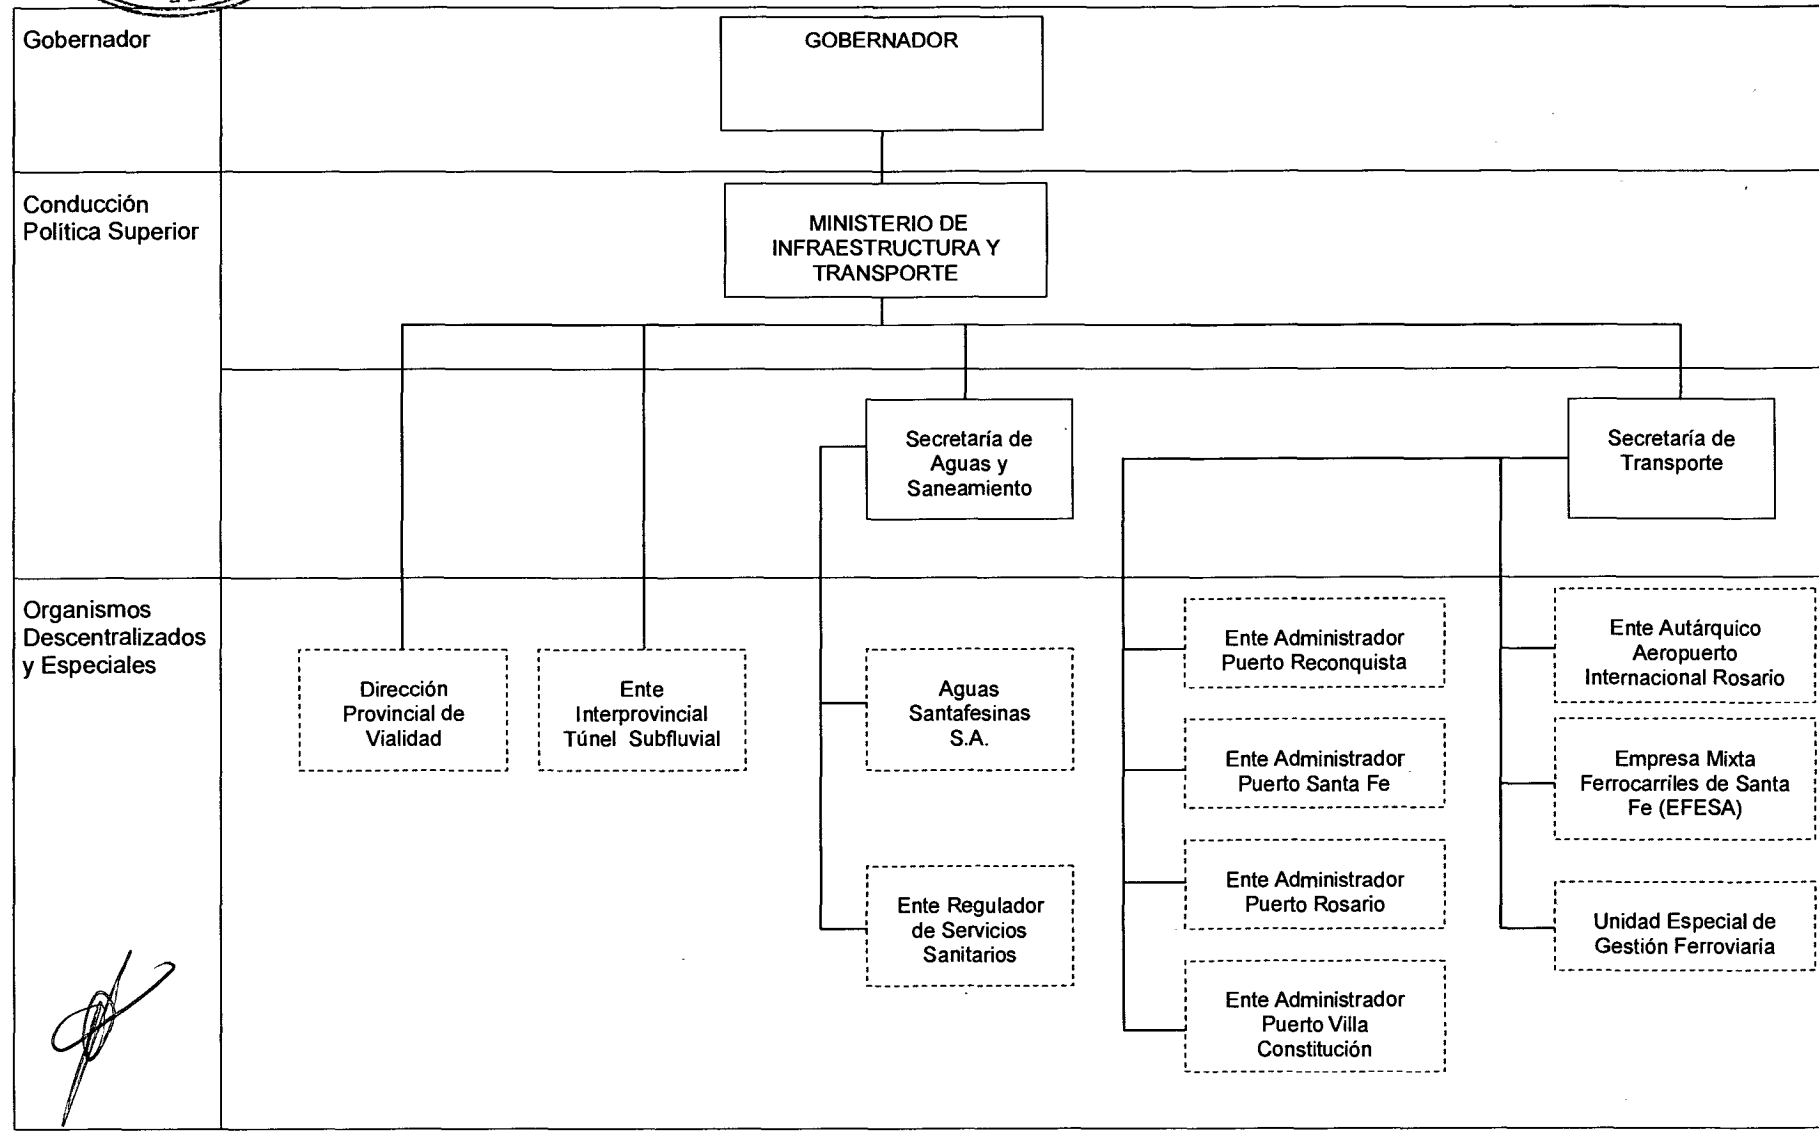 Gobernador
GOBERNADOR
Conducción
Política Superior
MINISTERIO DE
INFRAESTRUCTURA Y
TRANSPORTE
Secretaría de
Aguas y
Saneamiento
Secretaría de
Transporte
Organismos
Descentralizados
y Especiales
Dirección
Provincial de
Vialidad
Ente
Interprovincial
Túnel Subfluvial
Aguas
Santafesinas
S.A.
Ente Regulador
de Servicios
Sanitarios
Ente Administrador
Puerto Reconquista
Ente Administrador
Puerto Santa Fe
Ente Administrador
Puerto Rosario
Ente Administrador
Puerto Villa
Constitución
Ente Autárquico
Aeropuerto
Internacional Rosario
Empresa Mixta
Ferrocarriles de Santa
Fe (EFESA)
Unidad Especial de
Gestión Ferroviaria